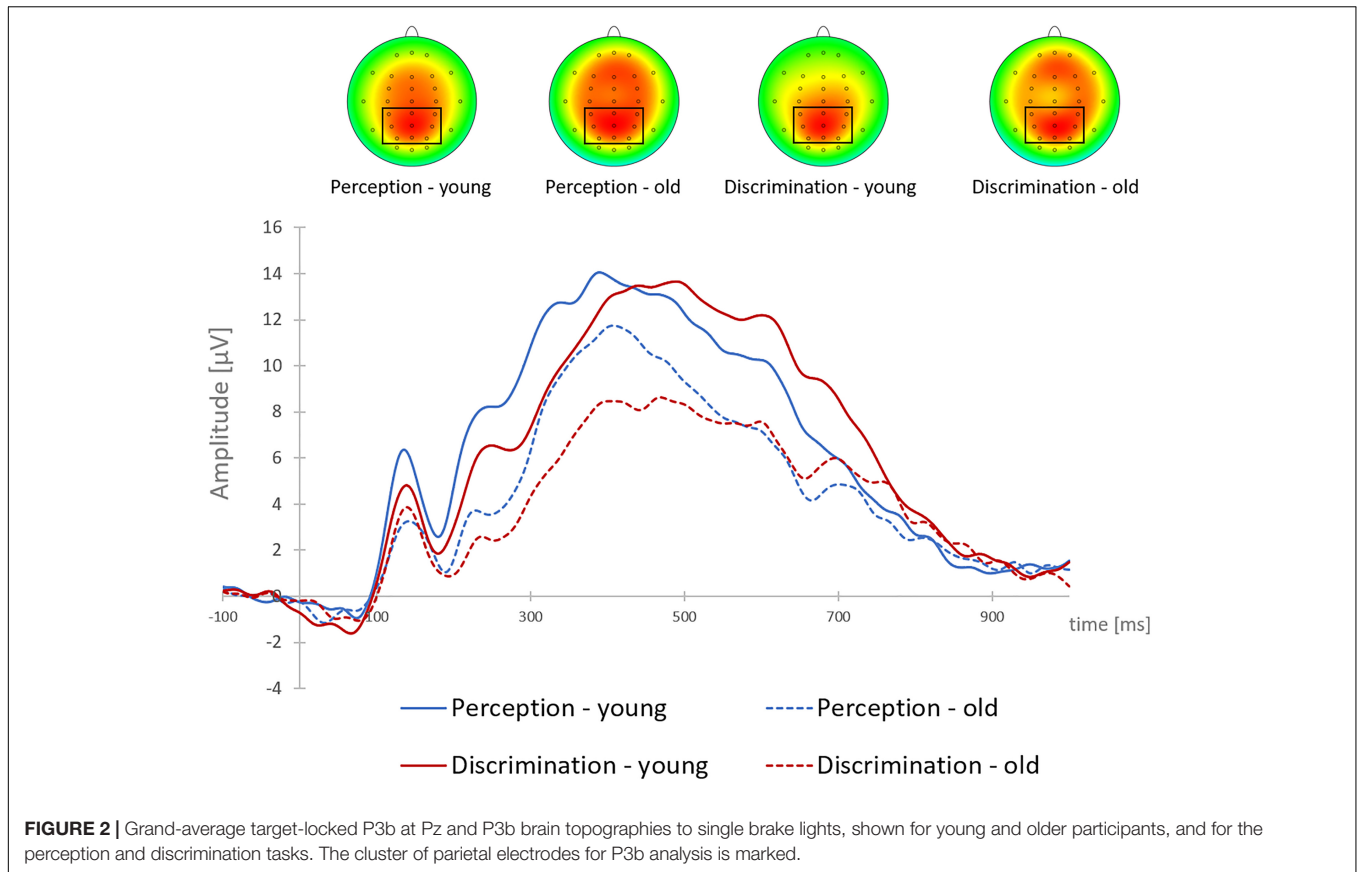 Perception - young Perception - old Discrimination - young Discrimination - old
16
14
12
10
8
6
4
2
0
-2
-4
Amplitude [µV]
-100 100 300 500 700 900 time [ms]
Perception - young Perception - old
Discrimination - young Discrimination - old
FIGURE 2 | Grand-average target-locked P3b at Pz and P3b brain topographies to single brake lights, shown for young and older participants, and for the
perception and discrimination tasks. The cluster of parietal electrodes for P3b analysis is marked.